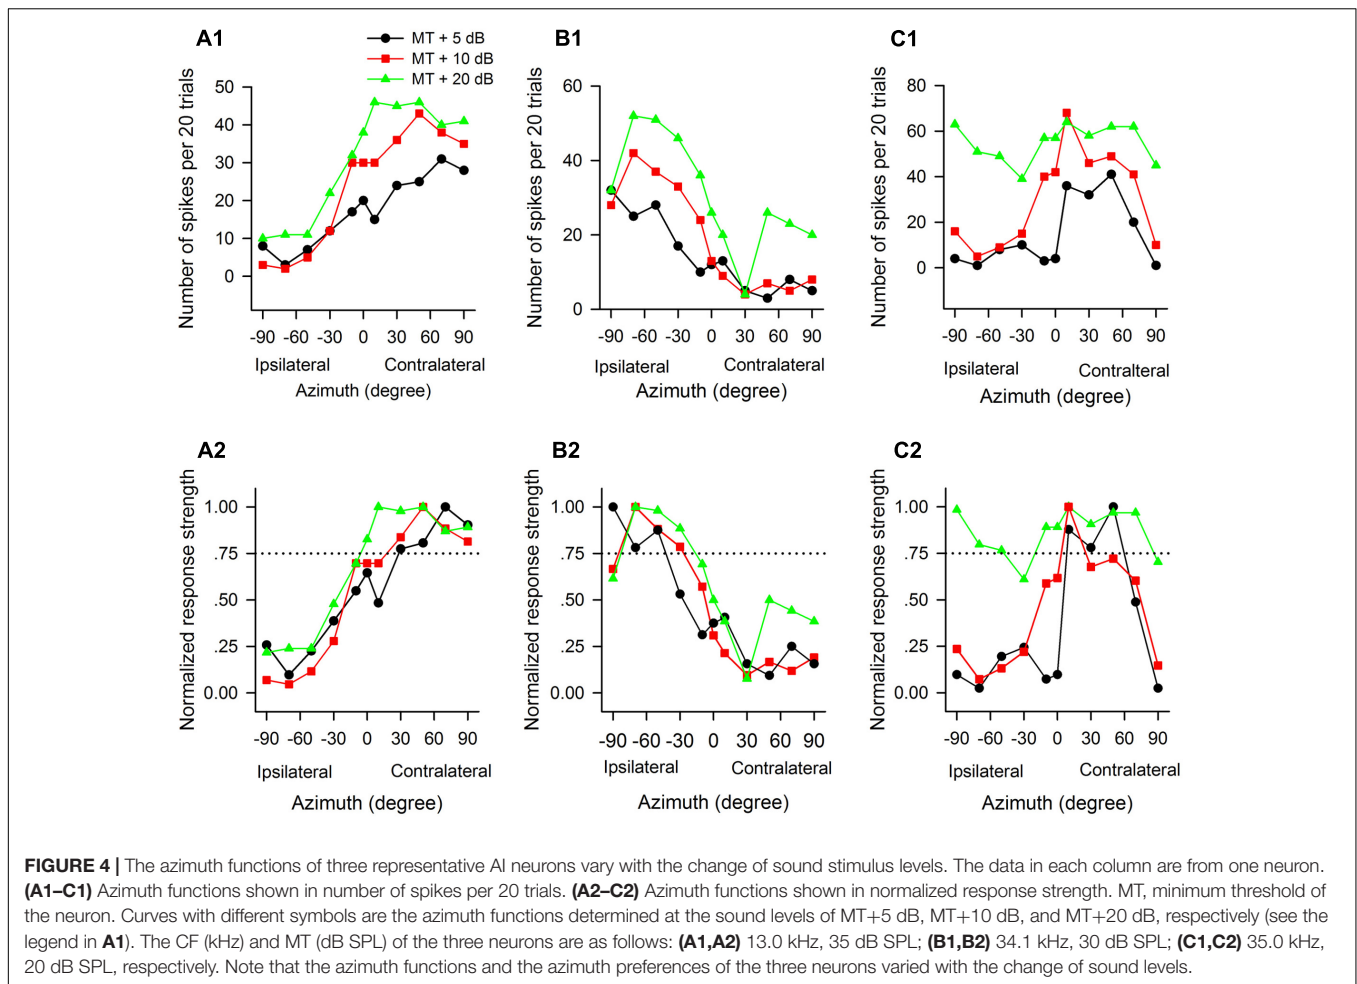 A1
MT + 5 dB
MT + 10 dB
MT + 20 dB
Number of spikes per 20 trials
50
40
30
20
10
0
-90 -60 -30 0 30 60 90
Ipsilateral Contralateral
Azimuth (degree)
B1
Number of spikes per 20 trials
60
40
20
0
-90 -60 -30 0 30 60 90
Ipsilateral Contralateral
Azimuth (degree)
C1
Number of spikes per 20 trials
80
60
40
20
0
-90 -60 -30 0 30 60 90
Ipsilateral Contralteral
Azimuth (degree)
A2
Normalized response strength
1.00
.75
.50
.25
0.00
-90 -60 -30 0 30 60 90
Ipsilateral Contralateral
Azimuth (degree)
B2
Normalized response strength
1.00
.75
.50
.25
0.00
-90 -60 -30 0 30 60 90
Ipsilateral Contralateral
Azimuth (degree)
C2
Normalized response strength
1.00
.75
.50
.25
0.00
-90 -60 -30 0 30 60 90
Ipsilateral Contralateral
Azimuth (degree)
FIGURE 4 | The azimuth functions of three representative AI neurons vary with the change of sound stimulus levels. The data in each column are from one neuron.
(A1–C1) Azimuth functions shown in number of spikes per 20 trials. (A2–C2) Azimuth functions shown in normalized response strength. MT, minimum threshold of
the neuron. Curves with different symbols are the azimuth functions determined at the sound levels of MT+5 dB, MT+10 dB, and MT+20 dB, respectively (see the
legend in A1). The CF (kHz) and MT (dB SPL) of the three neurons are as follows: (A1,A2) 13.0 kHz, 35 dB SPL; (B1,B2) 34.1 kHz, 30 dB SPL; (C1,C2) 35.0 kHz,
20 dB SPL, respectively. Note that the azimuth functions and the azimuth preferences of the three neurons varied with the change of sound levels.